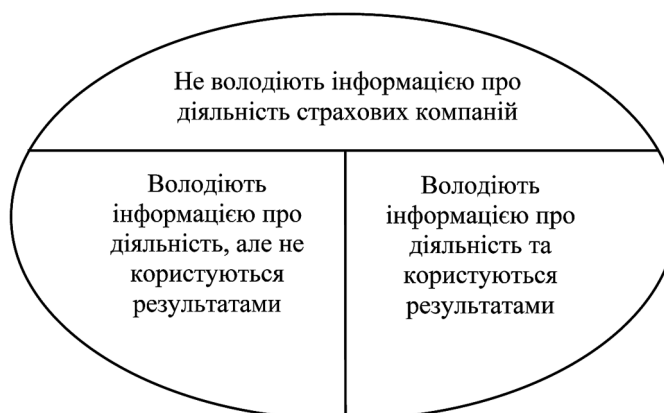 Не володіють інформацією про
діяльність страхових компаній
Володіють
інформацією про
діяльність, але не
користуються
результатами
Володіють
інформацією про
діяльність та
користуються
результатами